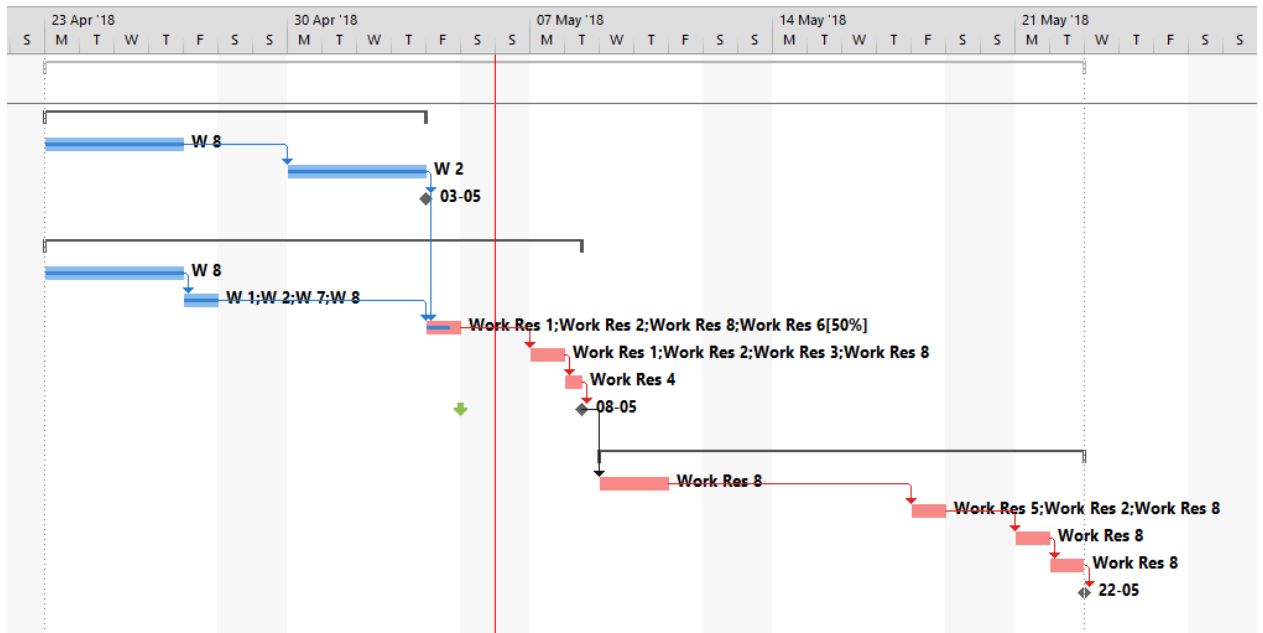 23 Apr '18 30 Apr '18 07 May '18 14 May '18 21 May '18
S M T W T F S S M T W T F S S M T W T F S S M T W T F S S M T W T F S S
W 8
W 2
03-05
W 8
W 1;W 2;W 7;W 8
Work Res 1;Work Res 2;Work Res 8;Work Res 6[50%]
Work Res 1;Work Res 2;Work Res 3;Work Res 8
Work Res 4
08-05
Work Res 8
Work Res 5;Work Res 2;Work Res 8
Work Res 8
Work Res 8
22-05